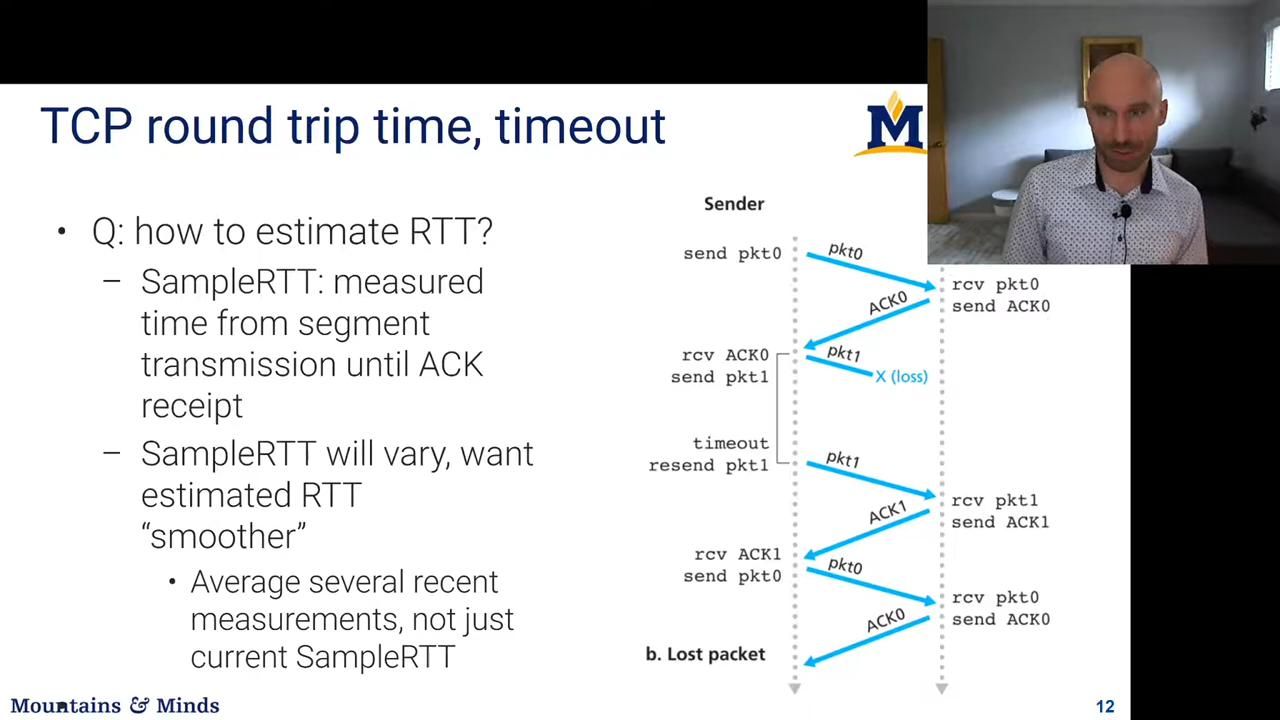 TCP round trip time, timeout
M
• Q: how to estimate RTT?
– SampleRTT: measured
time from segment
transmission until ACK
receipt
– SampleRTT will vary, want
estimated RTT
“smoother”
• Average several recent
measurements, not just
current SampleRTT
Sender
send pkt0
pkt0
rcv pkt0
send ACK0
ACK0
rcv ACK0
send pkt1
pkt1
X (loss)
timeout
resend pkt1
pkt1
rcv pkt1
send ACK1
ACK1
rcv ACK1
send pkt0
pkt0
rcv pkt0
send ACK0
ACK0
b. Lost packet
Mountains & Minds
12